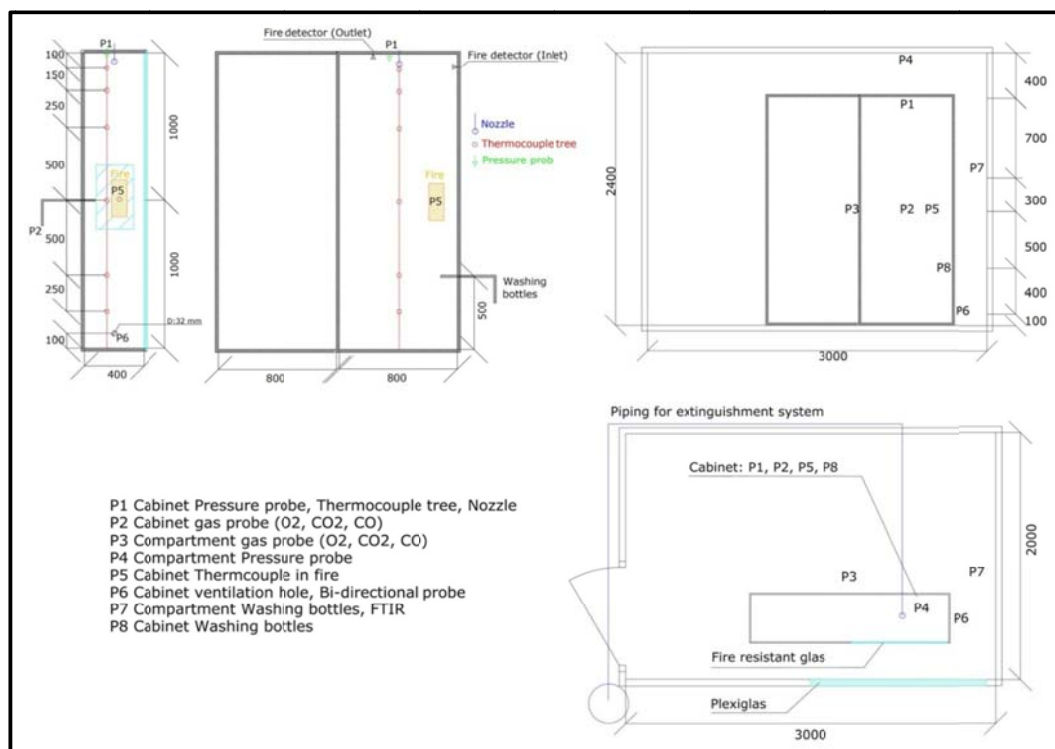 Fire detector (Outlet)
P1
P1
Fire detector (Inlet)
100
150
250
500
500
250
100
1000
1000
Fire
P5
P2
P6
D:32 mm
400
Nozzle
Thermocouple tree
Pressure prob
Fire
P5
Washing
bottles
500
800
800
P4
P1
P7
P3
P2
P5
P8
P6
2400
400
700
300
500
400
100
3000
Piping for extinguishment system
Cabinet: P1, P2, P5, P8
P3
P7
P4
P6
2000
Fire resistant glas
Plexiglas
3000
P1 Cabinet Pressure probe, Thermocouple tree, Nozzle
P2 Cabinet gas probe (02, CO2, CO)
P3 Compartment gas probe (O2, CO2, CO)
P4 Compartment Pressure probe
P5 Cabinet Thermcouple in fire
P6 Cabinet ventilation hole, Bi-directional probe
P7 Compartment Washing bottles, FTIR
P8 Cabinet Washing bottles